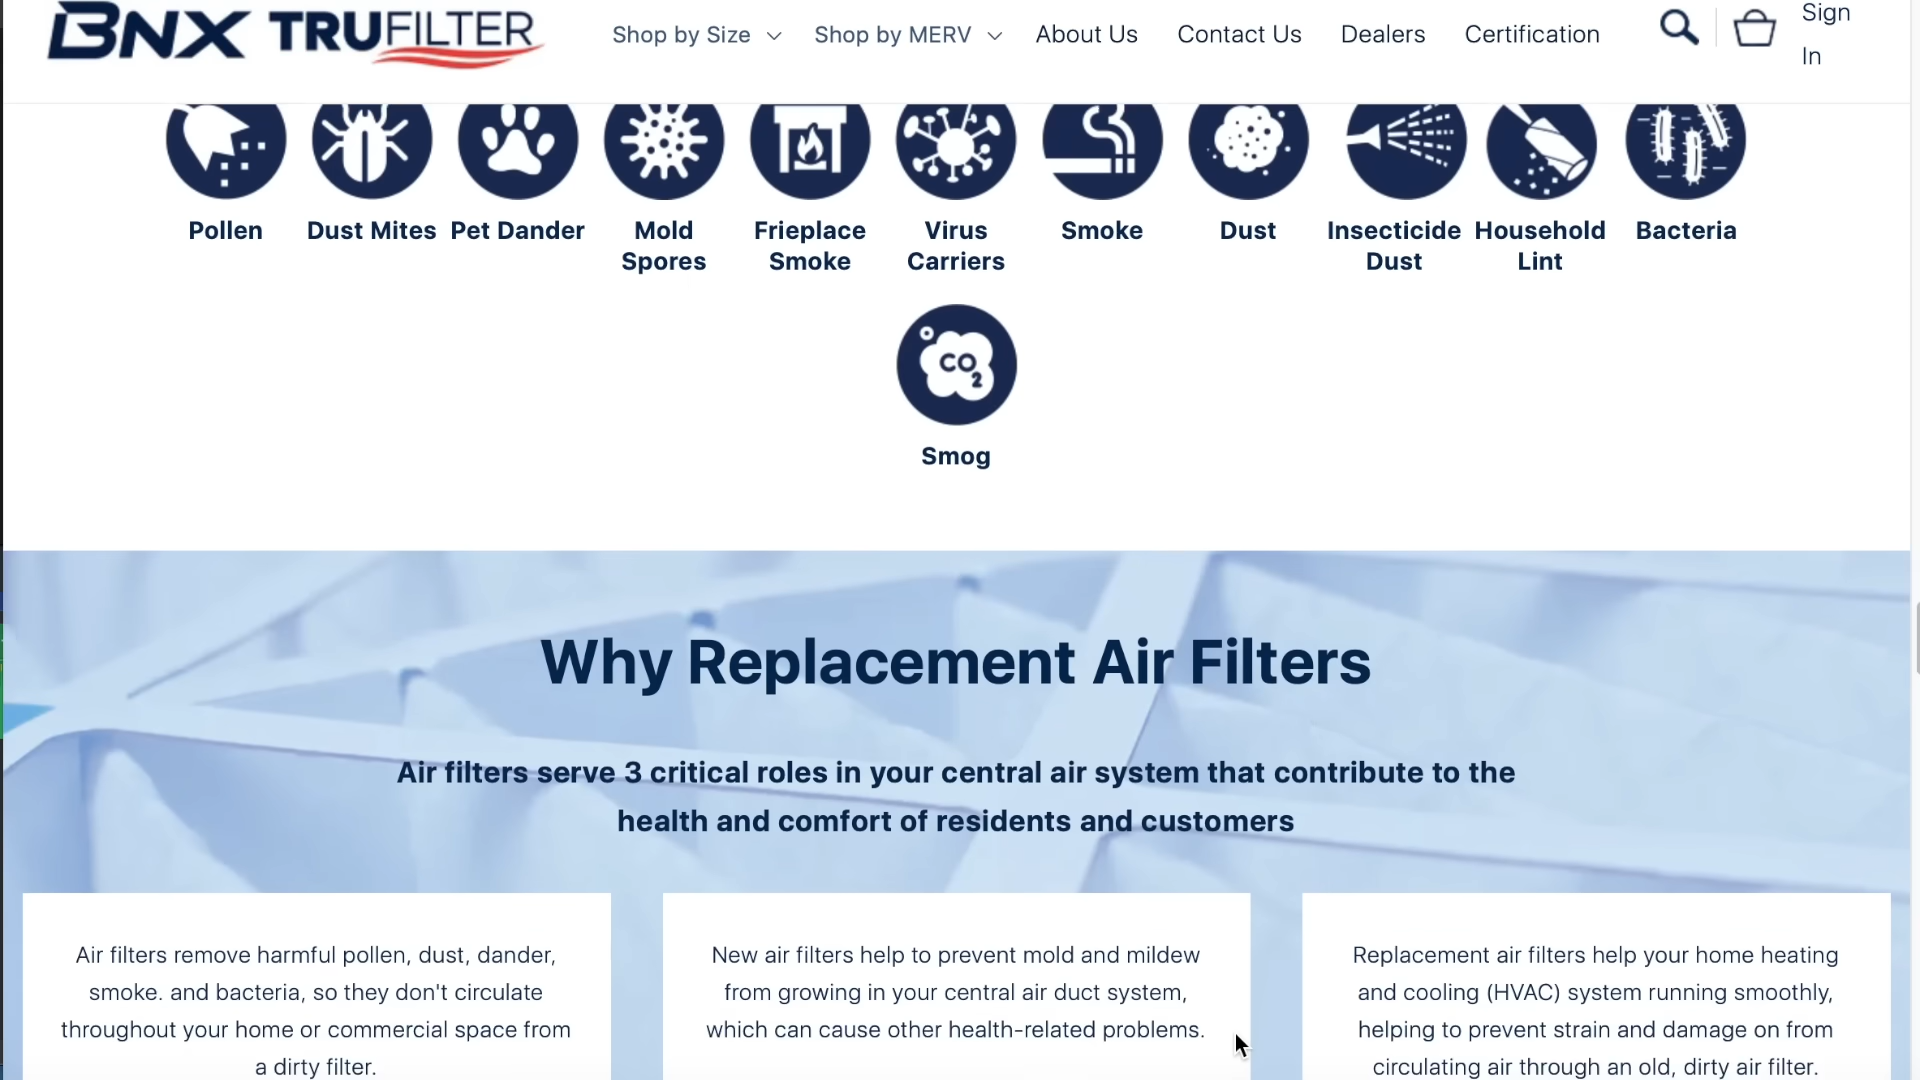 BNX TRUFILTER
Shop by Size
Shop by MERV
About Us
Contact Us
Dealers
Certification
Sign
In
Pollen
Dust Mites
Pet Dander
Mold
Spores
Frieplace
Smoke
Virus
Carriers
Smoke
Dust
Insecticide
Dust
Household
Lint
Bacteria
CO2
Smog
Why Replacement Air Filters
Air filters serve 3 critical roles in your central air system that contribute to the
health and comfort of residents and customers
Air filters remove harmful pollen, dust, dander,
smoke. and bacteria, so they don't circulate
throughout your home or commercial space from
a dirty filter.
New air filters help to prevent mold and mildew
from growing in your central air duct system,
which can cause other health-related problems.
Replacement air filters help your home heating
and cooling (HVAC) system running smoothly,
helping to prevent strain and damage on from
circulating air through an old, dirty air filter.